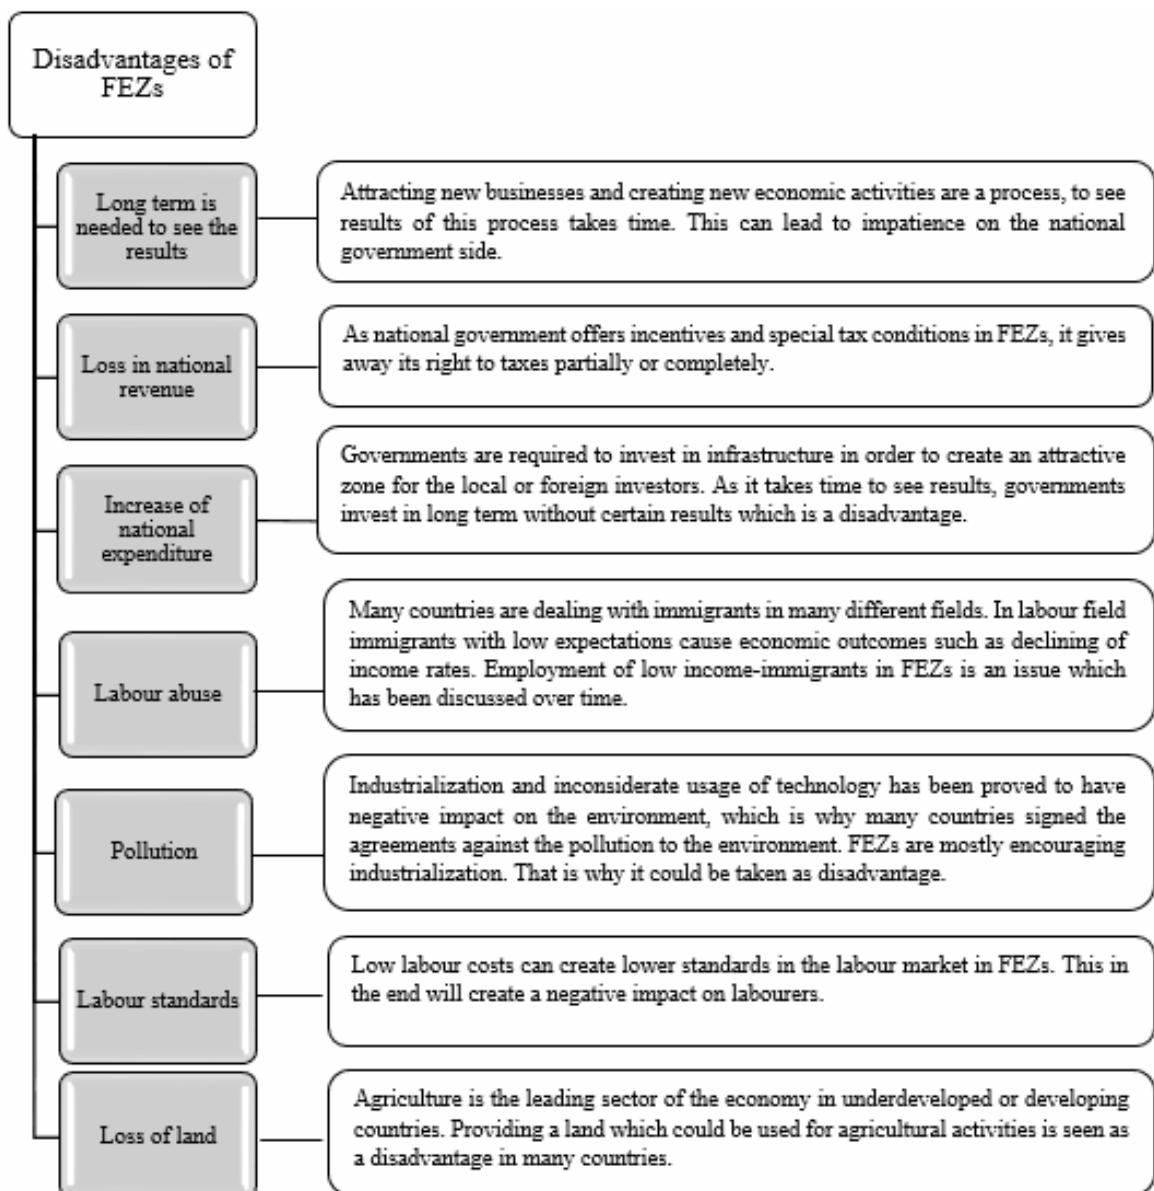 Disadvantages of
FEZs
Long term is
needed to see the
results
Attracting new businesses and creating new economic activities are a process, to see
results of this process takes time. This can lead to impatience on the national
government side.
Loss in national
revenue
As national government offers incentives and special tax conditions in FEZs, it gives
away its right to taxes partially or completely.
Increase of
national
expenditure
Governments are required to invest in infrastructure in order to create an attractive
zone for the local or foreign investors. As it takes time to see results, governments
invest in long term without certain results which is a disadvantage.
Labour abuse
Many countries are dealing with immigrants in many different fields. In labour field
immigrants with low expectations cause economic outcomes such as declining of
income rates. Employment of low income-immigrants in FEZs is an issue which
has been discussed over time.
Pollution
Industrialization and inconsiderate usage of technology has been proved to have
negative impact on the environment, which is why many countries signed the
agreements against the pollution to the environment. FEZs are mostly encouraging
industrialization. That is why it could be taken as disadvantage.
Labour standards
Low labour costs can create lower standards in the labour market in FEZs. This in
the end will create a negative impact on labourers.
Loss of land
Agriculture is the leading sector of the economy in underdeveloped or developing
countries. Providing a land which could be used for agricultural activities is seen as
a disadvantage in many countries.